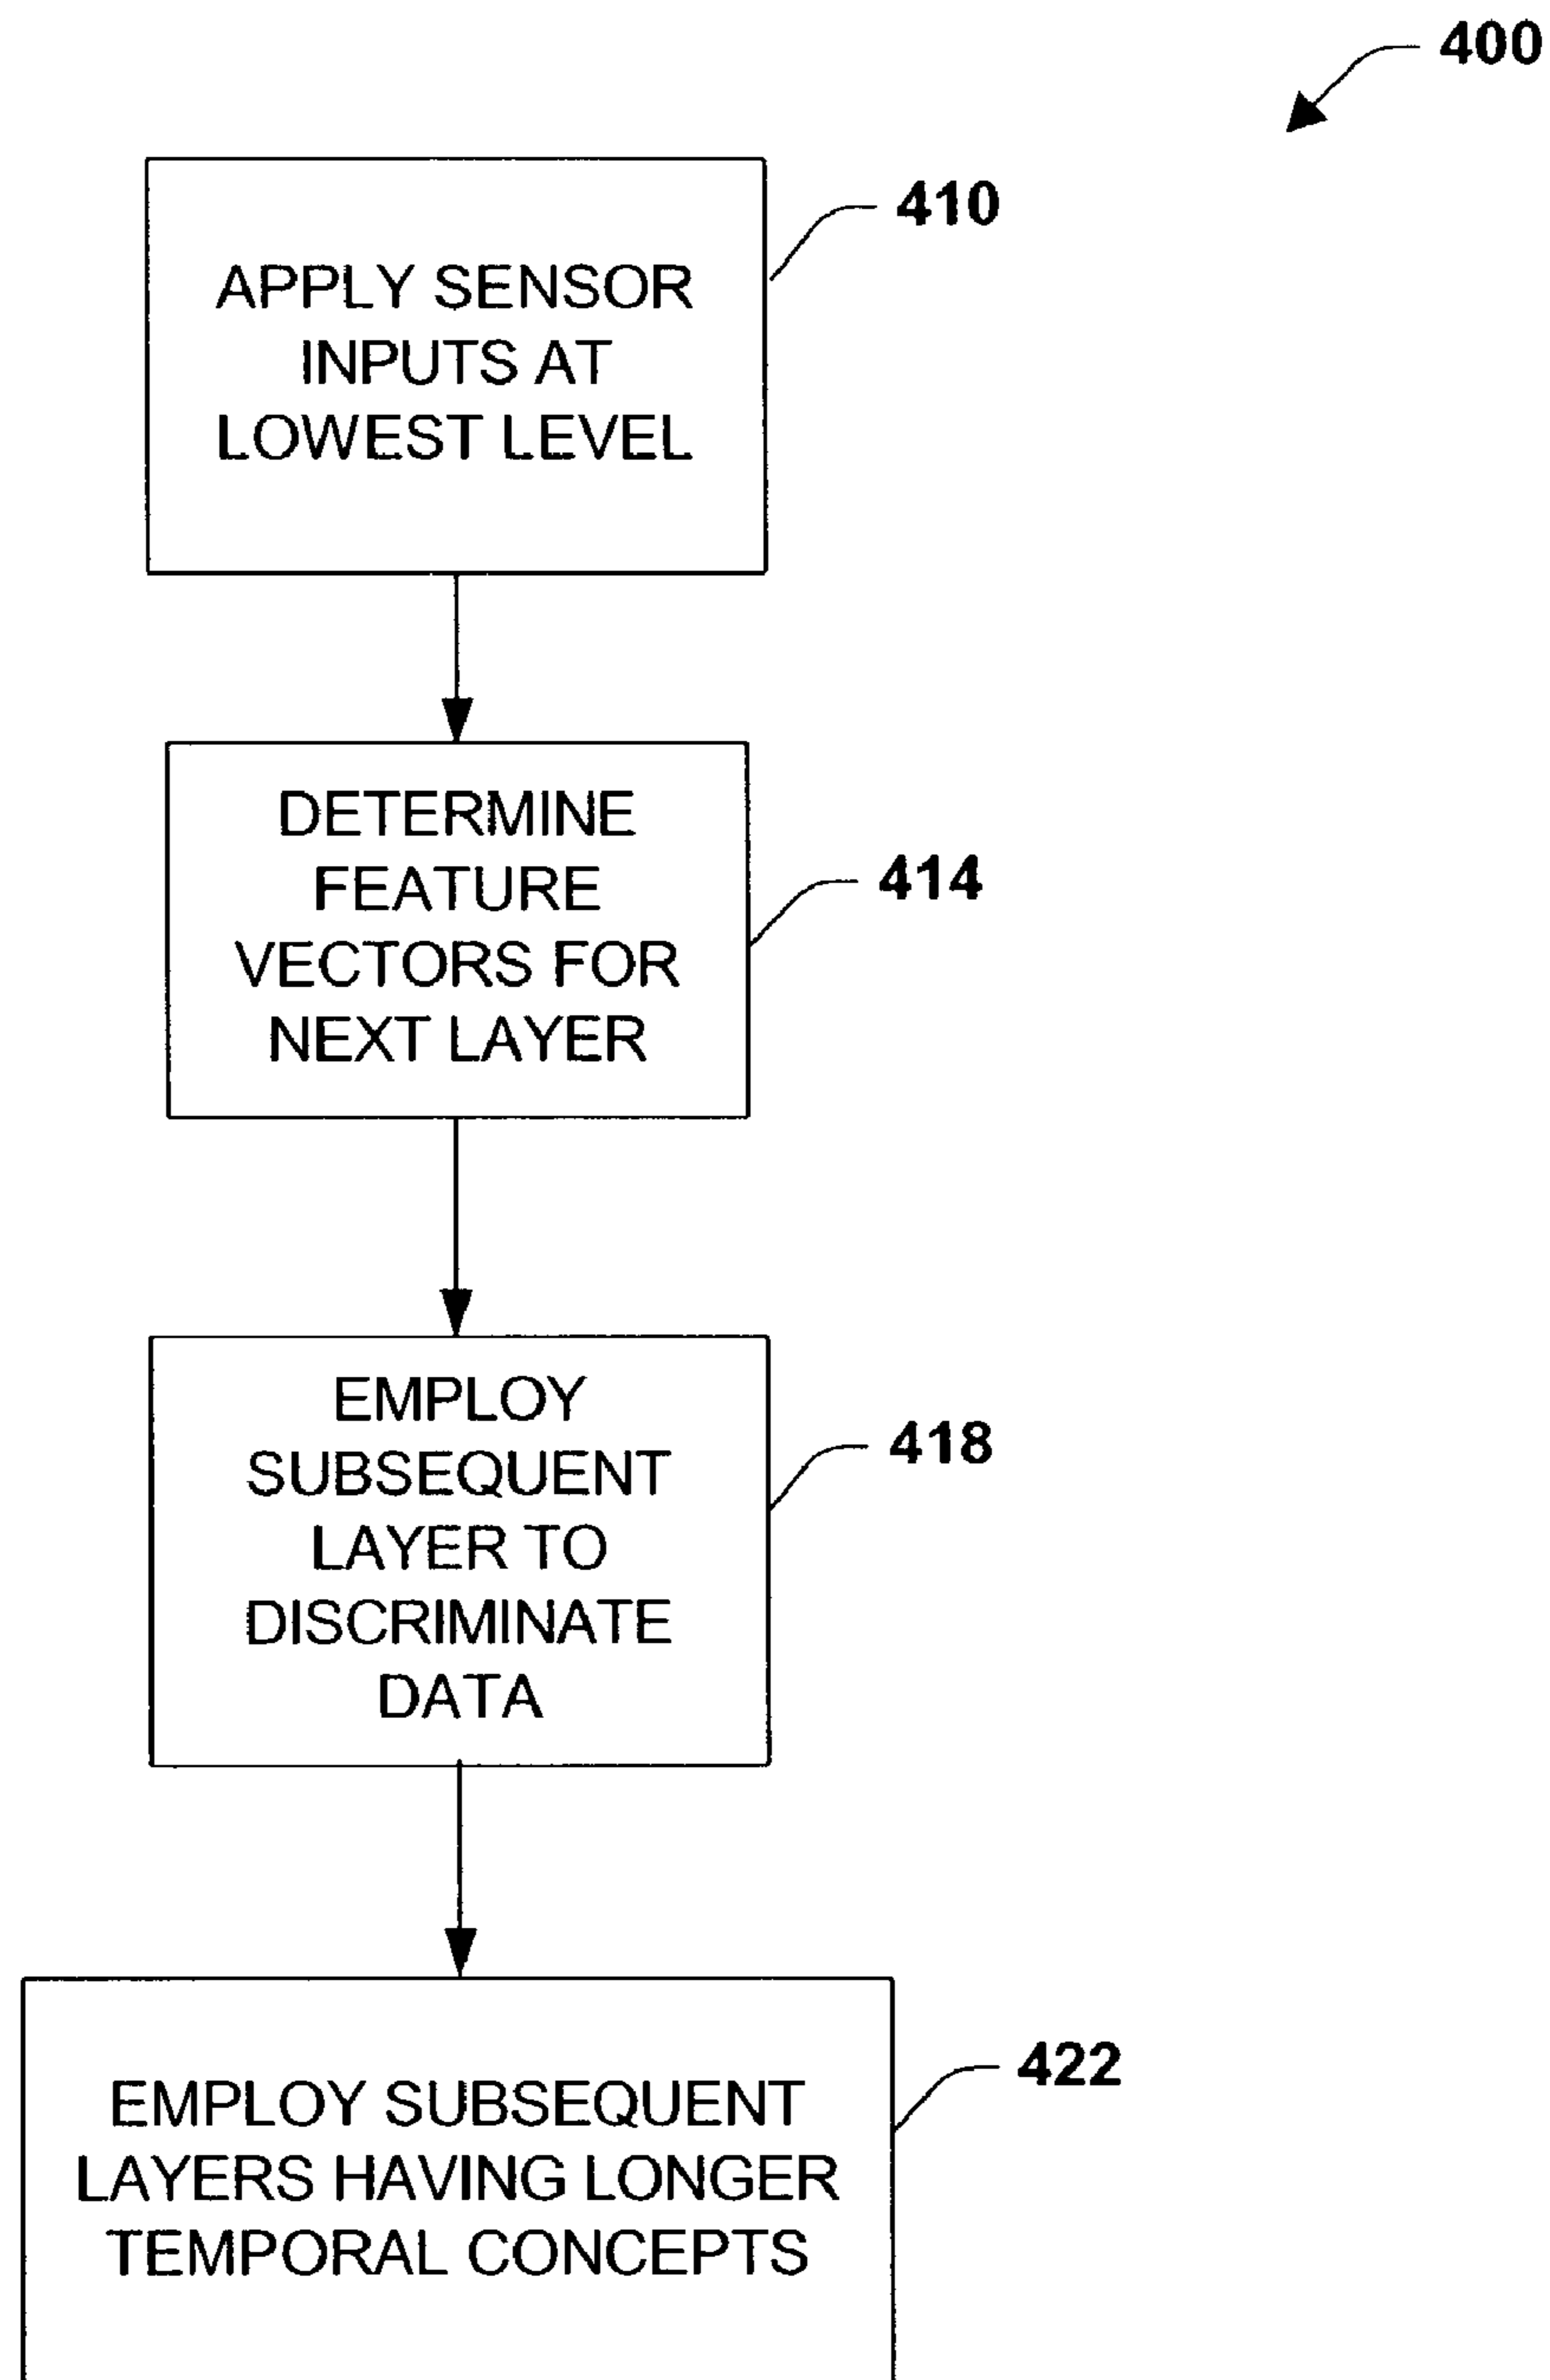 400
410
APPLY SENSOR
INPUTS AT
LOWEST LEVEL
DETERMINE
FEATURE
VECTORS FOR
NEXT LAYER
414
EMPLOY
SUBSEQUENT
LAYER TO
DISCRIMINATE
DATA
418
EMPLOY SUBSEQUENT
LAYERS HAVING LONGER
TEMPORAL CONCEPTS
422